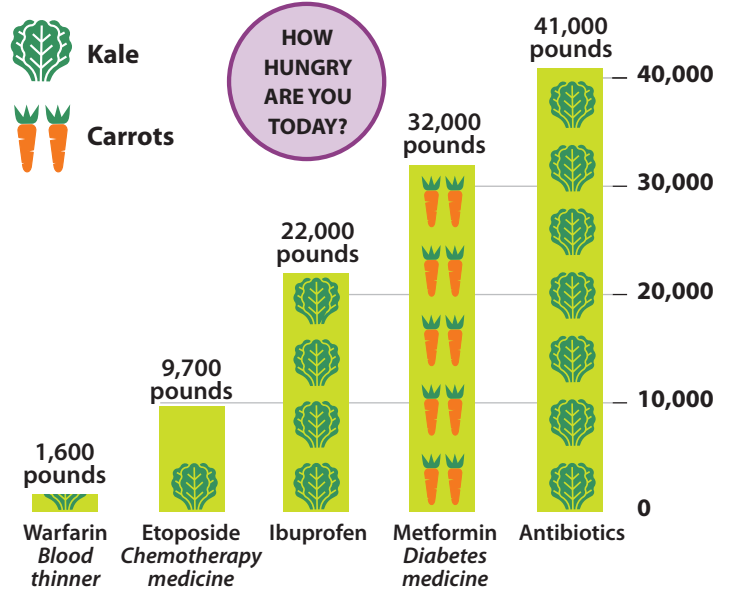 Kale
Carrots
HOW
HUNGRY
ARE YOU
TODAY?
1,600
pounds
9,700
pounds
22,000
pounds
32,000
pounds
41,000
pounds
40,000
30,000
20,000
10,000
0
Warfarin
Blood
thinner
Etoposide
Chemotherapy
medicine
Ibuprofen
Metformin
Diabetes
medicine
Antibiotics